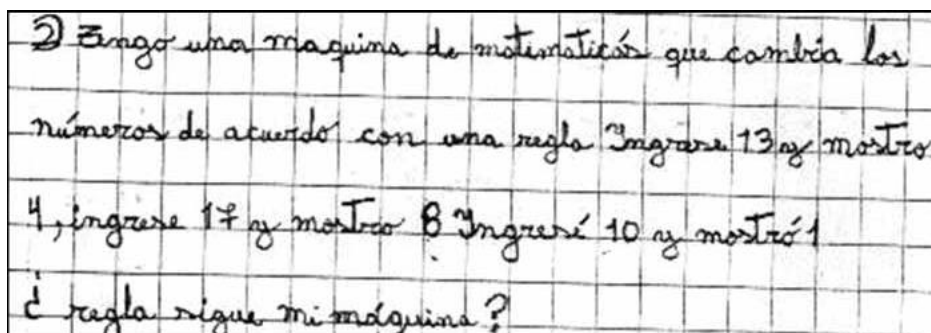 2) Tengo una maquina de matematicás que cambia los
números de acuerdo con una regla Ingrese 13 y mostro
4, ingrese 17 y mostro 8 Ingresé 10 y mostró 1
¿ regla sigue mi máquina?